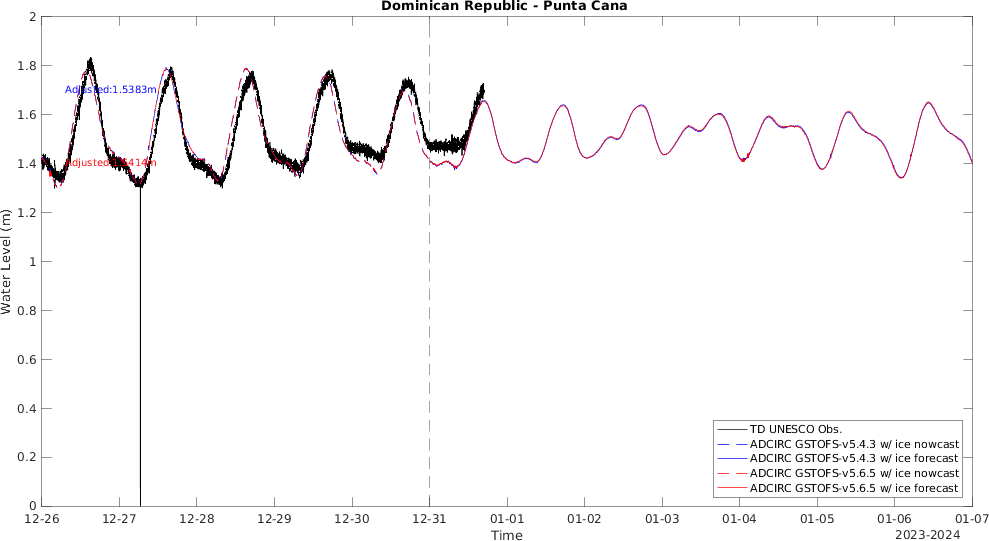 Dominican Republic - Punta Cana
Water Level (m)
2
1.8
1.6
1.4
1.2
1
0.8
0.6
0.4
0.2
0
Adjusted:1.5383m
12-26
12-27
12-28
12-29
12-30
12-31
01-01
01-02
01-03
01-04
01-05
01-06
01-07
Time
2023-2024
TD UNESCO Obs.
ADCIRC GSTOFS-v5.4.3 w/ ice nowcast
ADCIRC GSTOFS-v5.4.3 w/ ice forecast
ADCIRC GSTOFS-v5.6.5 w/ ice nowcast
ADCIRC GSTOFS-v5.6.5 w/ ice forecast